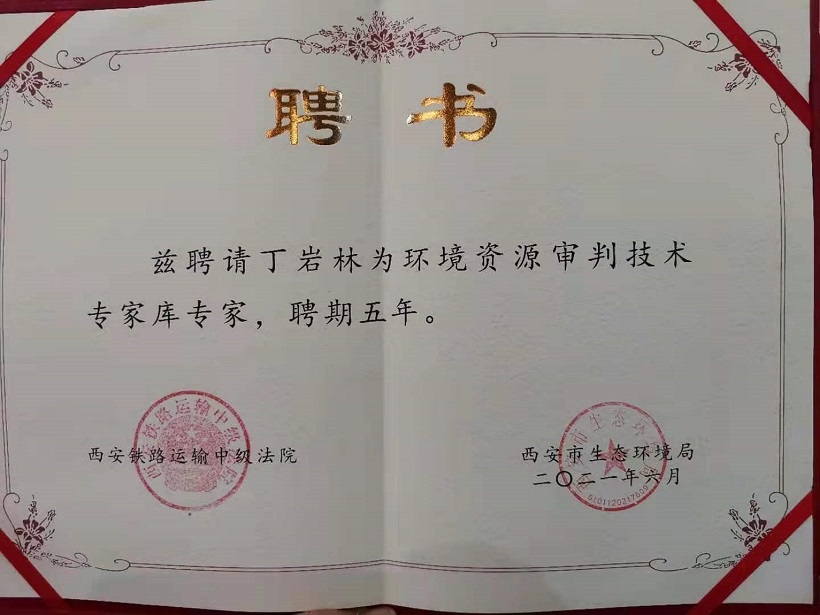 聘书
兹聘请丁岩林为环境资源审判技术
专家库专家，聘期五年。
西安铁路运输中级法院
西安市生态环境局
二〇二一年六月